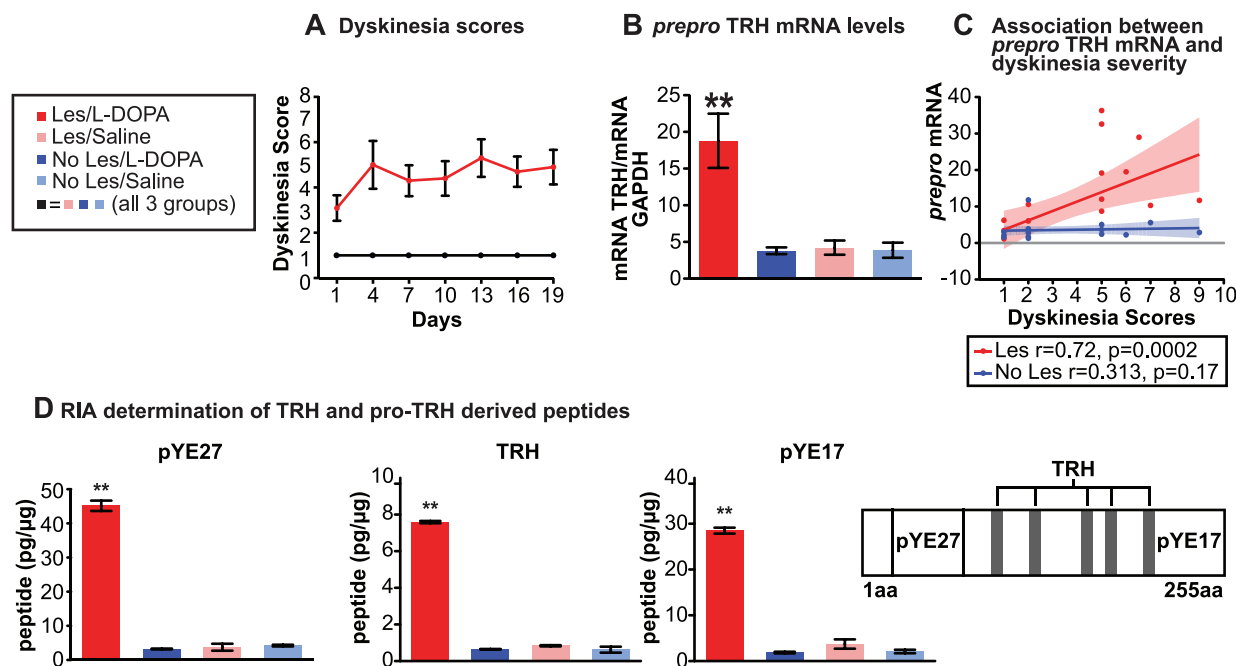 A Dyskinesia scores
B prepro TRH mRNA levels
C Association between
prepro TRH mRNA and
dyskinesia severity
Les/L-DOPA
Les/Saline
No Les/L-DOPA
No Les/Saline
= (all 3 groups)
Dyskinesia Score
8
7
6
5
4
3
2
1
0
1 4 7 10 13 16 19
Days
mRNA TRH/mRNA
GAPDH
25
20
15
10
5
0
**
prepro mRNA
40
30
20
10
0
-10
1 2 3 4 5 6 7 8 9 10
Dyskinesia Scores
Les r=0.72, p=0.0002
No Les r=0.313, p=0.17
D RIA determination of TRH and pro-TRH derived peptides
pYE27
peptide (pg/µg)
50
40
30
20
10
0
**
TRH
peptide (pg/µg)
10
8
6
4
2
0
**
pYE17
peptide (pg/µg)
40
30
20
10
0
**
TRH
pYE27 pYE17
1aa 255aa